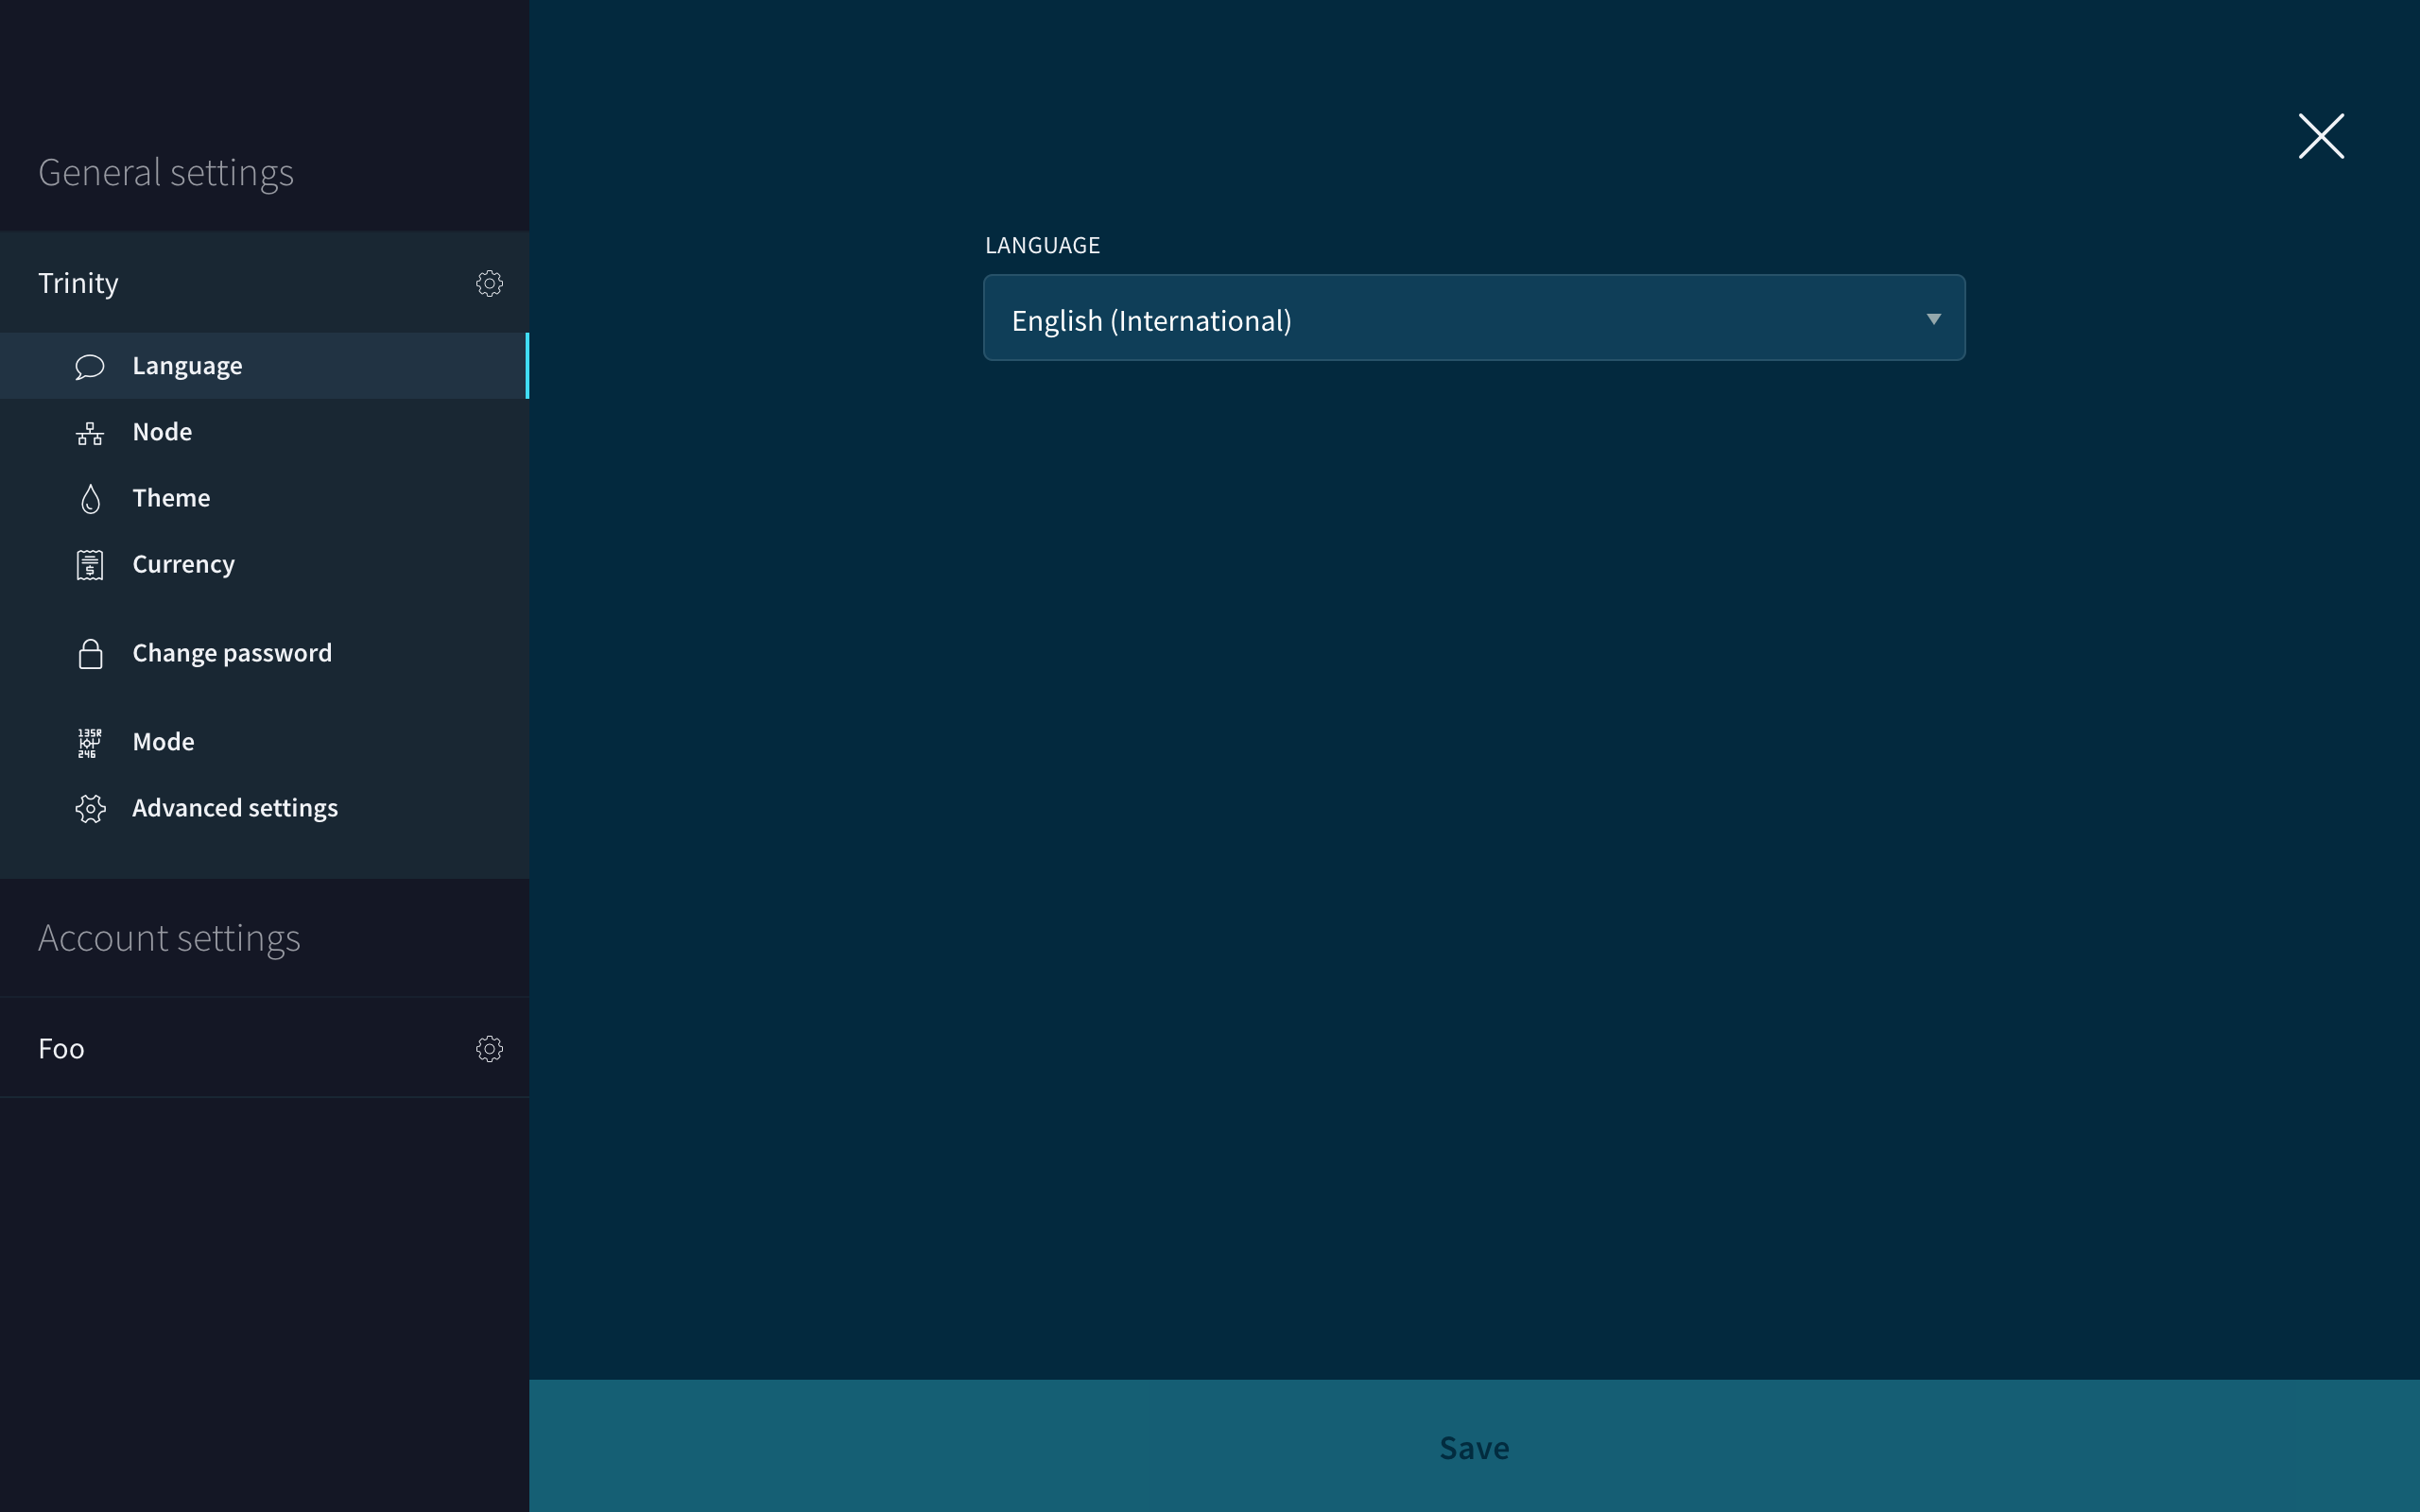 General settings
Trinity
Language
Node
Theme
Currency
Change password
Mode
Advanced settings
Account settings
Foo
LANGUAGE
English (International)
Save